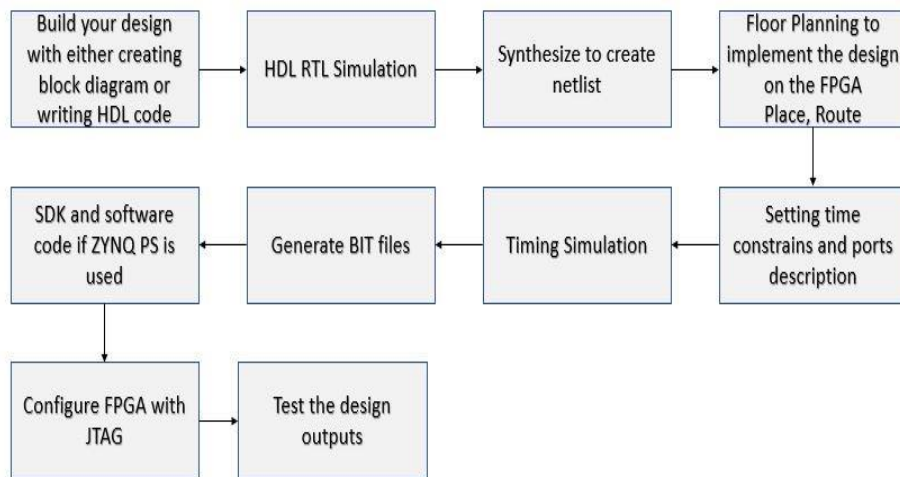 Build your design
with either creating
block diagram or
writing HDL code
HDL RTL Simulation
Synthesize to create
netlist
Floor Planning to
implement the design
on the FPGA
Place, Route
Setting time
constrains and ports
description
Timing Simulation
Generate BIT files
SDK and software
code if ZYNQ PS is
used
Configure FPGA with
JTAG
Test the design
outputs